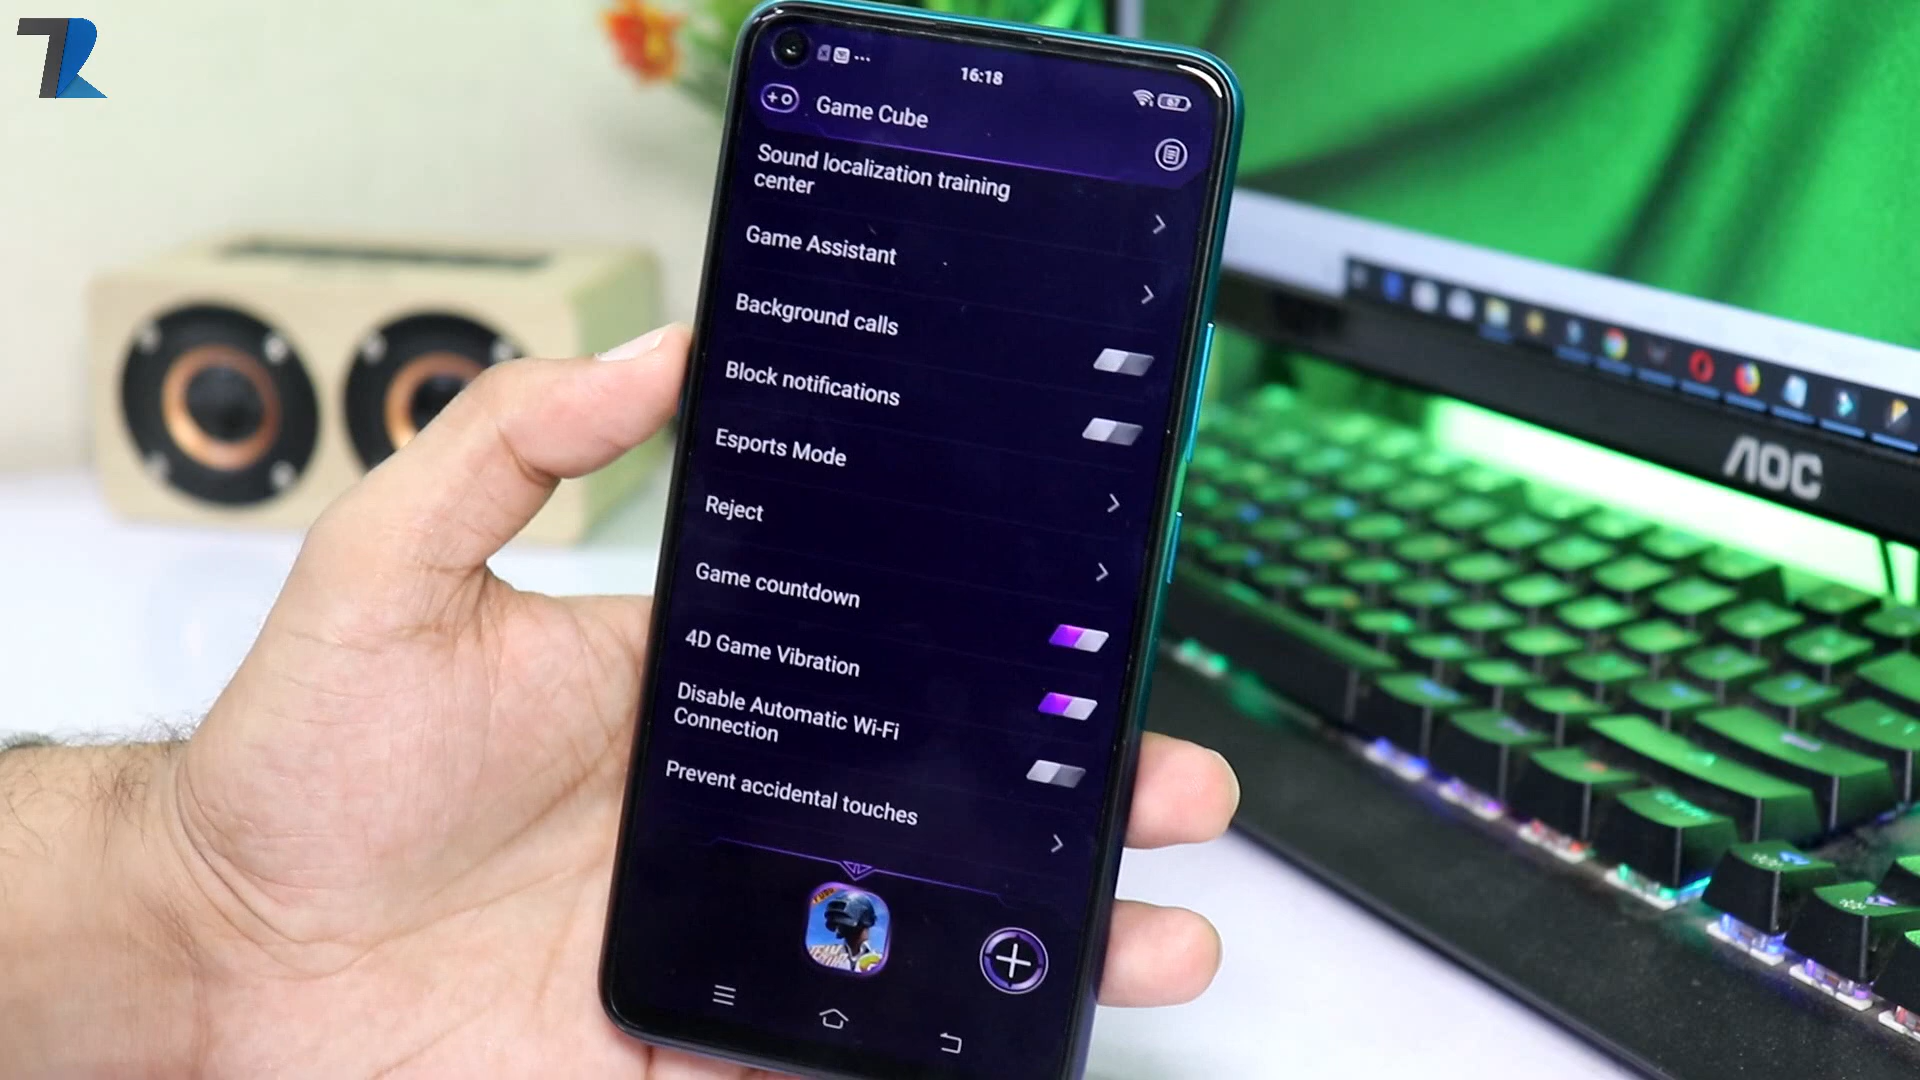 16:18
67
Game Cube
Sound localization training
center
Game Assistant
Background calls
Block notifications
Esports Mode
Reject
Game countdown
4D Game Vibration
Disable Automatic Wi-Fi
Connection
Prevent accidental touches
AOC